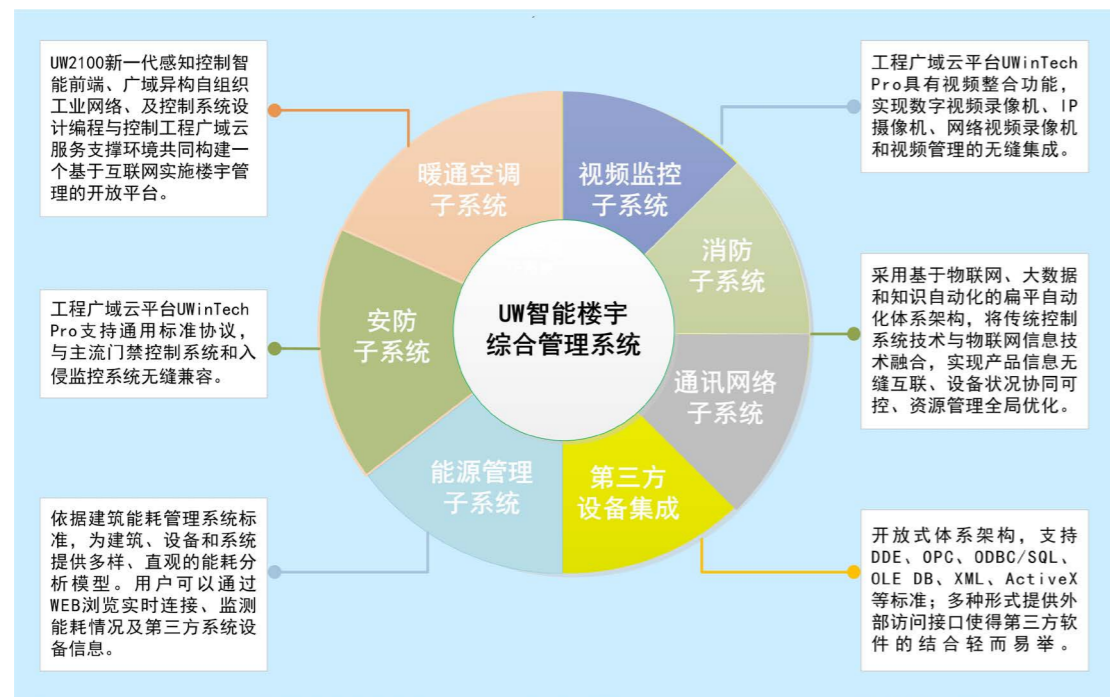 UW2100新一代感知控制智
能前端、广域异构自组织
工业网络、及控制系统设
计编程与控制工程广域云
服务支撑环境共同构建一
个基于互联网实施楼宇管
理的开放平台。
工程广域云平台UWinTech
Pro支持通用标准协议，
与主流门禁控制系统和入
侵监控系统无缝兼容。
依据建筑能耗管理系统标
准，为建筑、设备和系统
提供多样、直观的能耗分
析模型。用户可以通过
WEB浏览实时连接、监测
能耗情况及第三方系统设
备信息。
暖通空调
子系统
视频监控
子系统
消防
子系统
安防
子系统
UW智能楼宇
综合管理系统
通讯网络
子系统
能源管理
子系统
第三方
设备集成
工程广域云平台UWinTech
Pro具有视频整合功能，
实现数字视频录像机、IP
摄像机、网络视频录像机
和视频管理的无缝集成。
采用基于物联网、大数据
和知识自动化的扁平自动
化体系架构，将传统控制
系统技术与物联网信息技
术融合，实现产品信息无
缝互联、设备状况协同可
控、资源管理全局优化。
开放式体系架构，支持
DDE、OPC、ODBC/SQL、
OLE DB、XML、ActiveX
等标准；多种形式提供外
部访问接口使得第三方软
件的结合轻而易举。